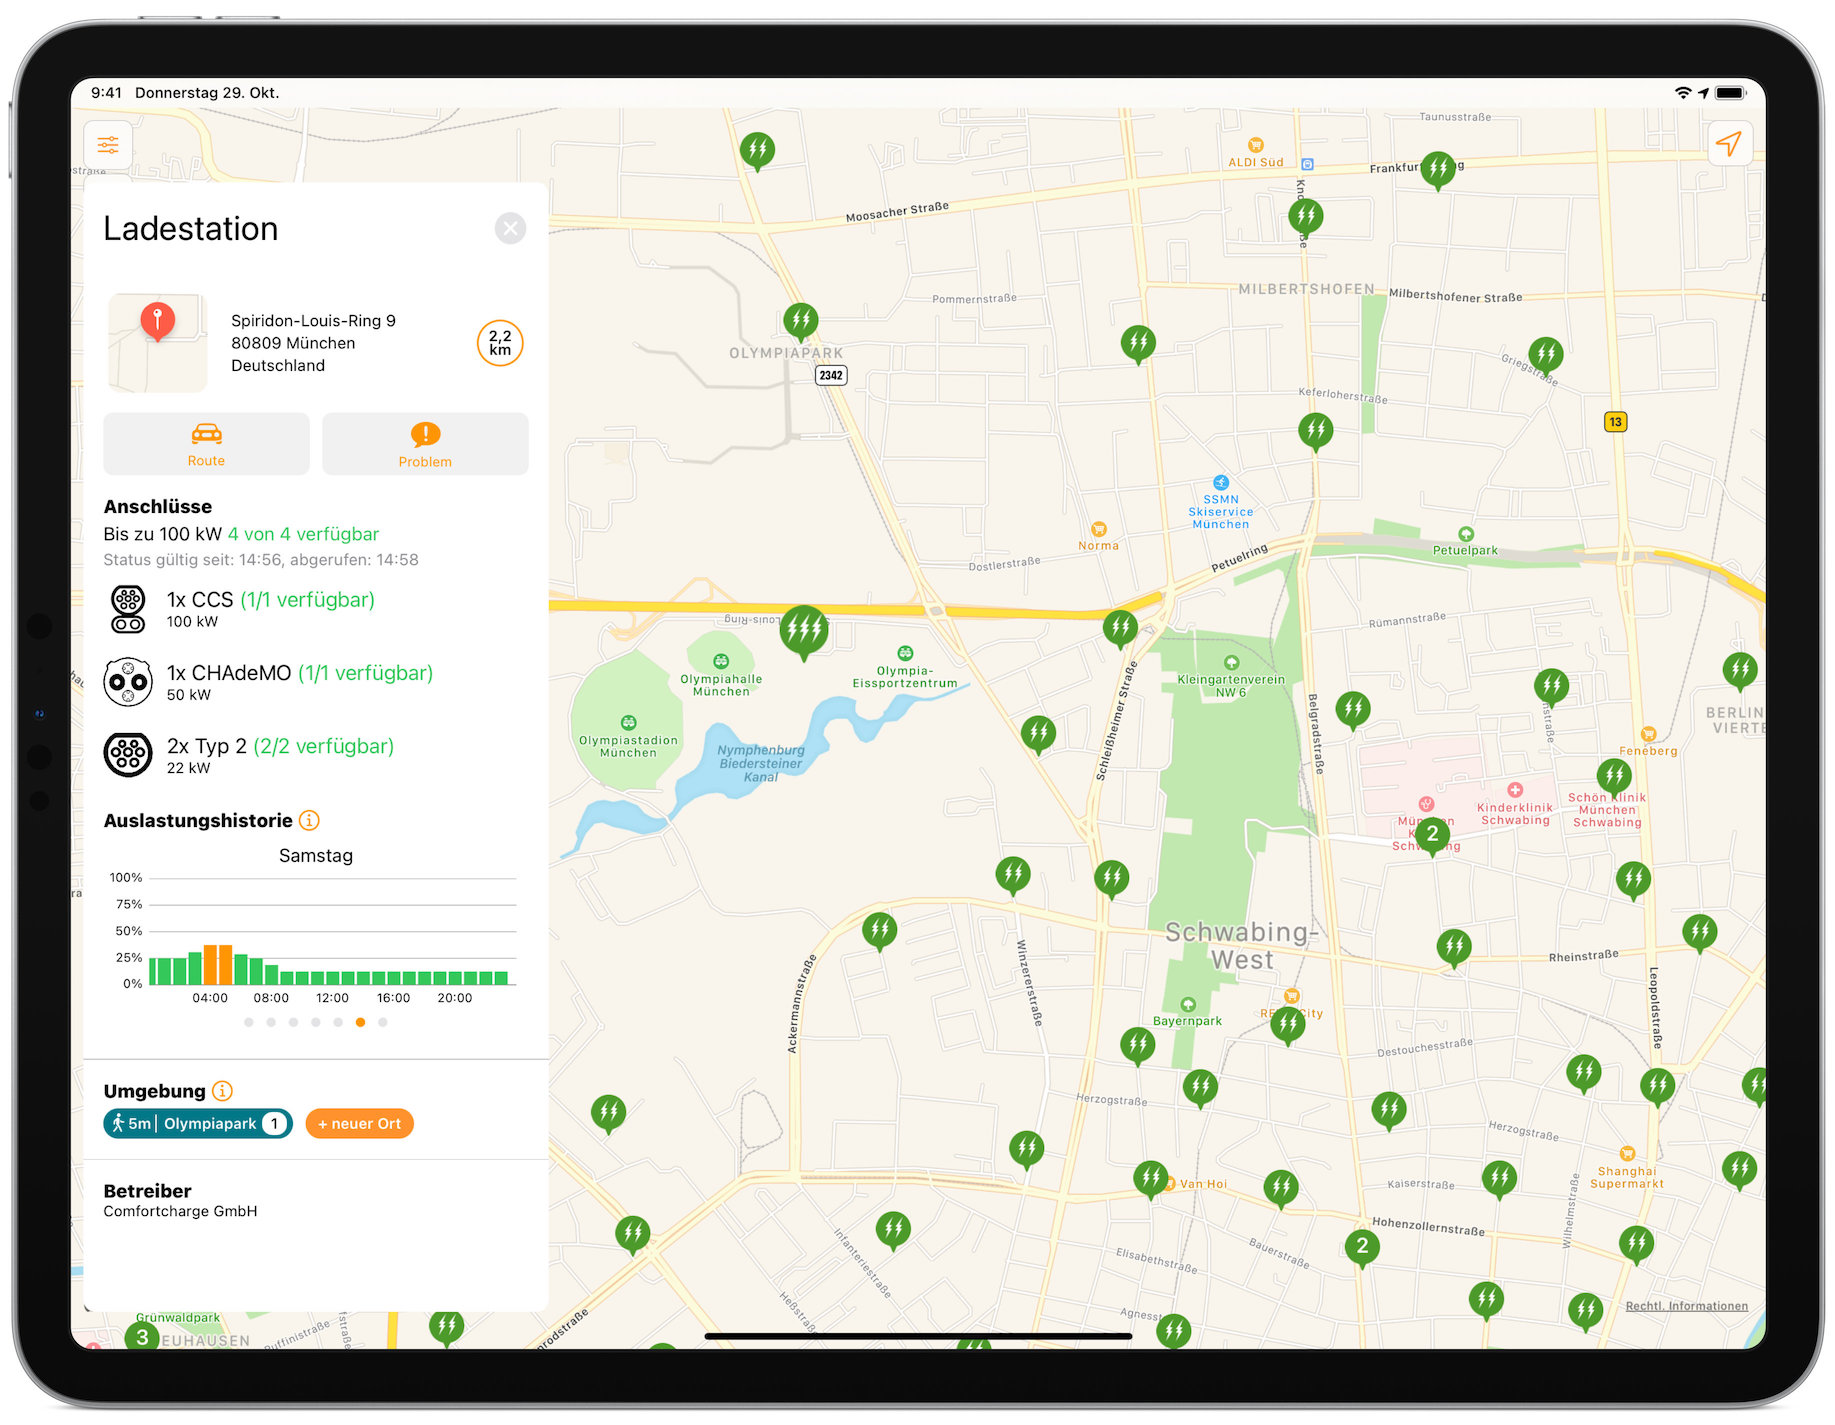 9:41 Donnerstag 29. Okt.
Ladestation
Spiridon-Louis-Ring 9
80809 München
Deutschland
2,2
km
Route
Problem
Anschlüsse
Bis zu 100 kW 4 von 4 verfügbar
Status gültig seit: 14:56, abgerufen: 14:58
1x CCS (1/1 verfügbar)
100 kW
1x CHAdeMO (1/1 verfügbar)
50 kW
2x Typ 2 (2/2 verfügbar)
22 kW
Auslastungshistorie
Samstag
100%
75%
50%
25%
0%
04:00 08:00 12:00 16:00 20:00
Umgebung
5m | Olympiapark 1
+ neuer Ort
Betreiber
Comfortcharge GmbH
Taunusstraße
ALDI Süd
Moosacher Straße
MILBERTSHOFEN
Milbertshofener Straße
Pommernstraße
OLYMPIAPARK
2342
Griegstraße
Keferloherstraße
13
SSMN
Skiservice
München
Norma
Petuelpark
Petuelring
Dostlerstraße
Rümannstraße
Olympiahalle
München
Olympia-
Eissportzentrum
Kleingartenverein
NW 6
Olympiastadion
München
Nymphenburg
Biedersteiner
Kanal
Schleißheimer Straße
Belgradstraße
BERLIN
VIERTE
Feneberg
Kinderklinik
Schwabing
Schön Klinik
München
Schwabing
2
Schwabing-
West
Winzererstraße
Ackermannstraße
Rheinstraße
Leopoldstraße
Bayernpark
Destouchesstraße
Herzogstraße
Herzogstraße
Van Hoi
Kaiserstraße
Shanghai
Supermarkt
Wilhelmstraße
Hohenzollernstraße
2
Infanteriestraße
Elisabethstraße
Bauerstraße
Heßstraße
Rechtl. Informationen
Grünwaldpark
3
EUHAUSEN